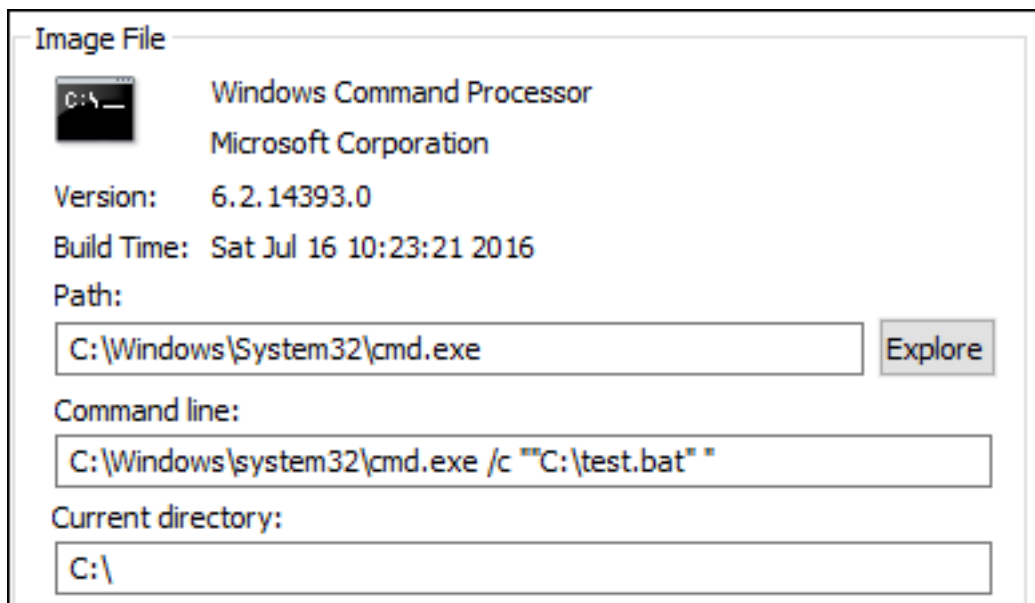 Image File
C:\
Windows Command Processor
Microsoft Corporation
Version: 6.2.14393.0
Build Time: Sat Jul 16 10:23:21 2016
Path:
C:\Windows\System32\cmd.exe Explore
Command line:
C:\Windows\system32\cmd.exe /c ""C:\test.bat" "
Current directory:
C:\